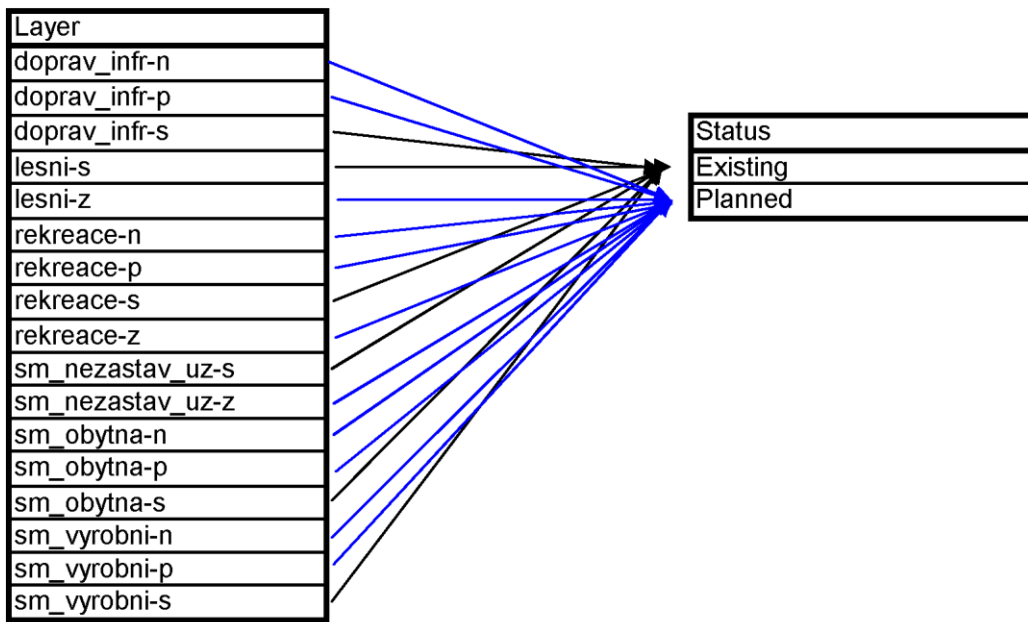 Layer
doprav_infr-n
doprav_infr-p
doprav_infr-s
lesni-s
lesni-z
rekreace-n
rekreace-p
rekreace-s
rekreace-z
sm_nezastav_uz-s
sm_nezastav_uz-z
sm_obytna-n
sm_obytna-p
sm_obytna-s
sm_vyrobni-n
sm_vyrobni-p
sm_vyrobni-s
Status
Existing
Planned